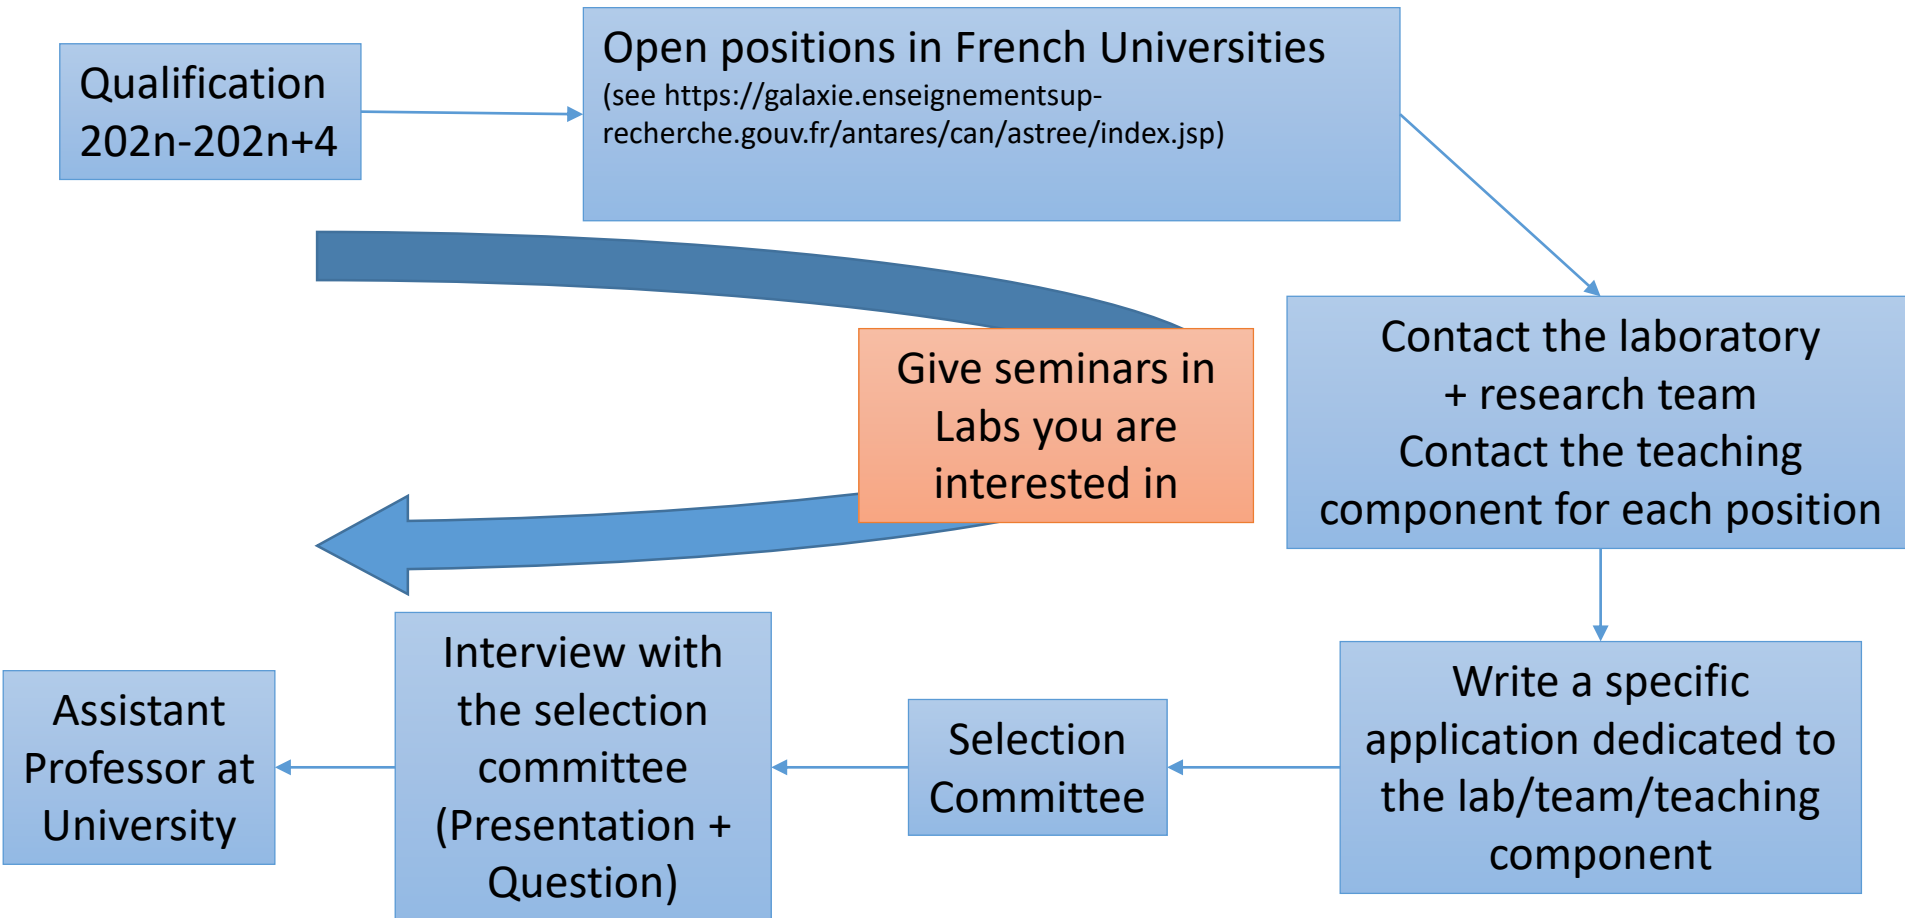 Qualification
202n-202n+4
Open positions in French Universities
(see https://galaxie.enseignementsup-
recherche.gouv.fr/antares/can/astree/index.jsp)
Give seminars in
Labs you are
interested in
Contact the laboratory
+ research team
Contact the teaching
component for each position
Write a specific
application dedicated to
the lab/team/teaching
component
Selection
Committee
Interview with
the selection
committee
(Presentation +
Question)
Assistant
Professor at
University